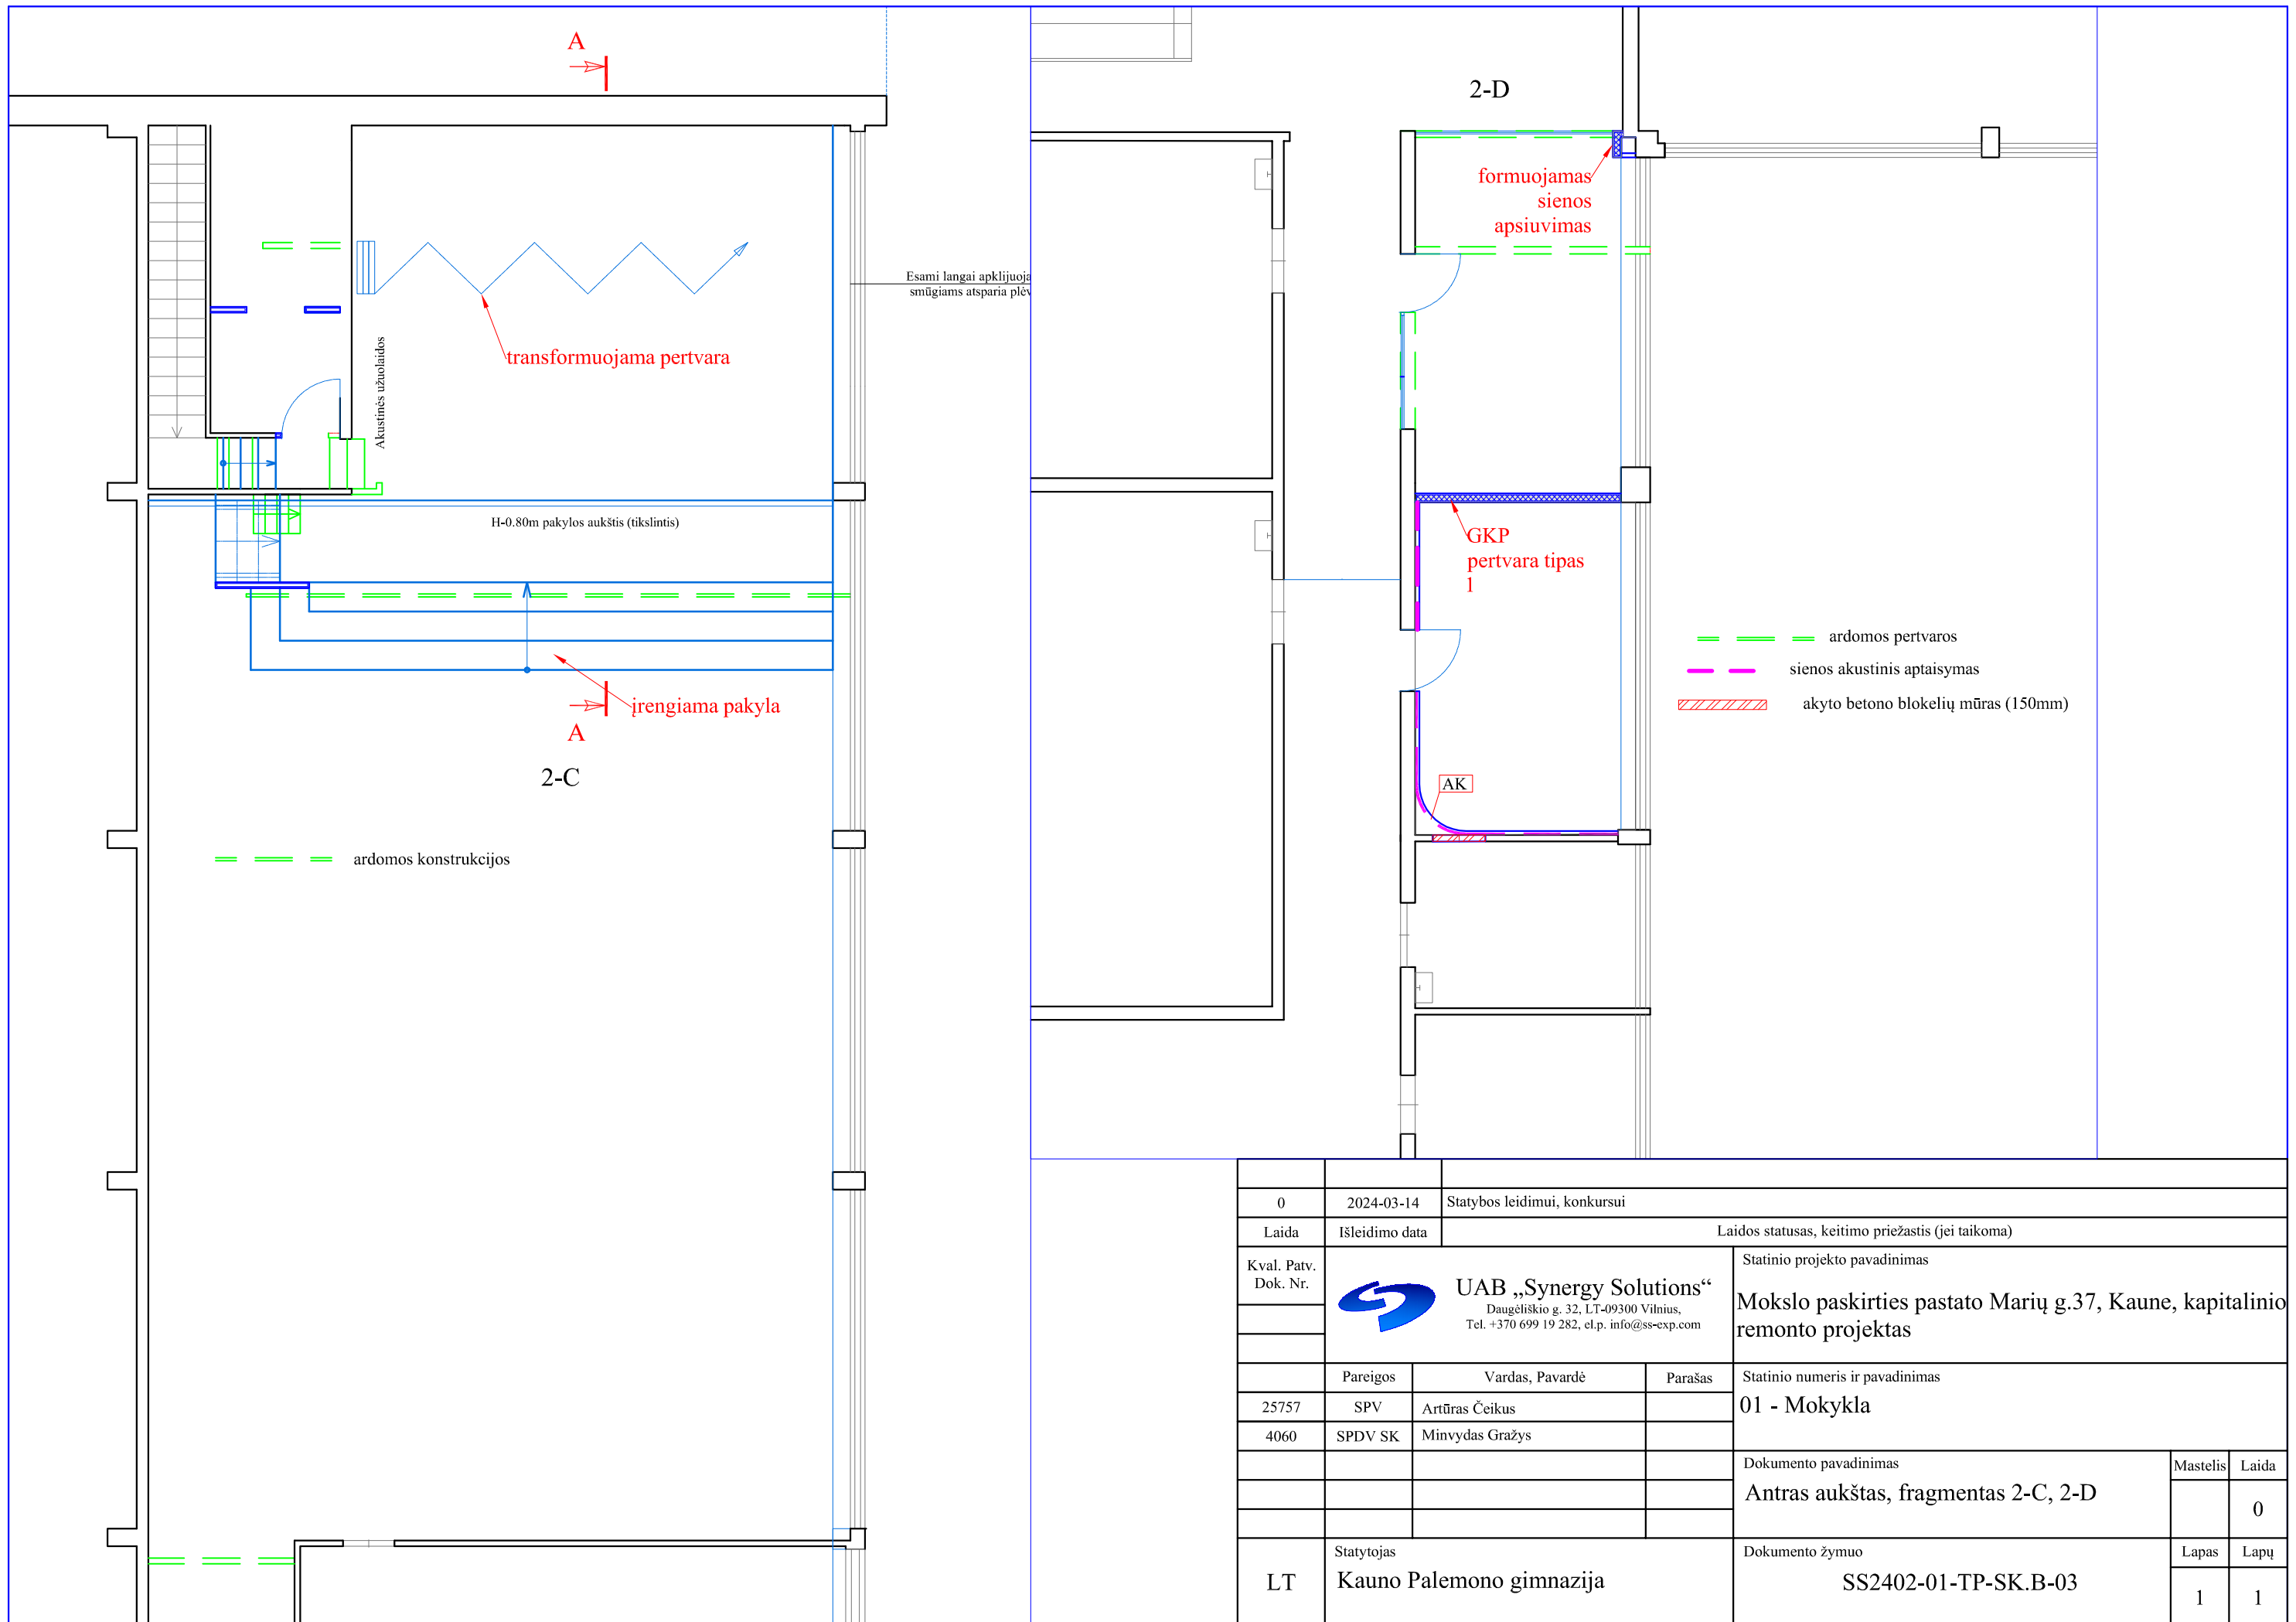 A
transformuojama pertvara
Akustinės užuolaidos
Esami langai apklijuoja
smūgiams atsparia plėv
H-0.80m pakylos aukštis (tikslintis)
įrengiama pakyla
A
2-C
ardomos konstrukcijos
2-D
formuojamas
sienos
apsiuvimas
GKP
pertvara tipas
1
AK
ardomos pertvaros
sienos akustinis aptaisymas
akyto betono blokelių mūras (150mm)
0 2024-03-14 Statybos leidimui, konkursui
Laida Išleidimo data Laidos statusas, keitimo priežastis (jei taikoma)
Kval. Patv.
Dok. Nr.
UAB „Synergy Solutions“
Daugėliškio g. 32, LT-09300 Vilnius,
Tel. +370 699 19 282, el.p. info@ss-exp.com
Statinio projekto pavadinimas
Mokslo paskirties pastato Marių g.37, Kaune, kapitalinio
remonto projektas
Pareigos Vardas, Pavardė Parašas
25757 SPV Artūras Čeikus
4060 SPDV SK Minvydas Gražys
Statinio numeris ir pavadinimas
01 - Mokykla
Dokumento pavadinimas
Antras aukštas, fragmentas 2-C, 2-D
Mastelis Laida
0
LT
Statytojas
Kauno Palemono gimnazija
Dokumento žymuo
SS2402-01-TP-SK.B-03
Lapas Lapų
1 1